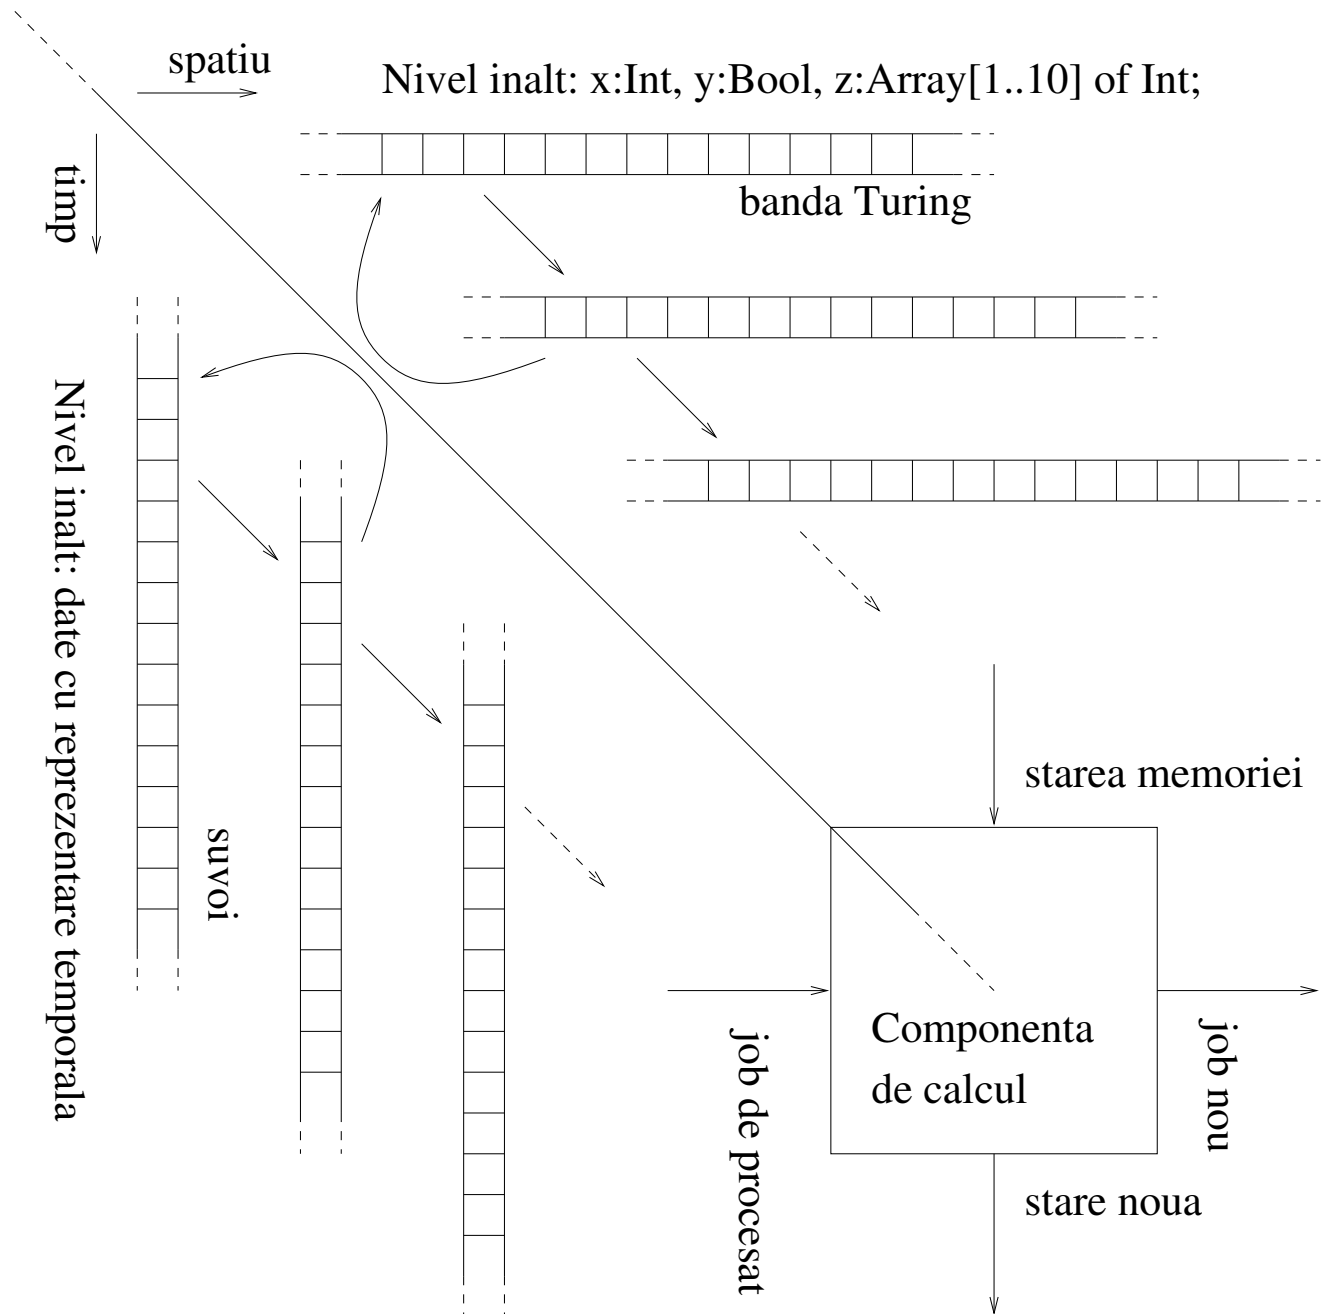 spatiu
Nivel inalt: x:Int, y:Bool, z:Array[1..10] of Int;
timp
banda Turing
Nivel inalt: date cu reprezentare temporala
suvoi
starea memoriei
Componenta
de calcul
job de procesat
job nou
stare noua